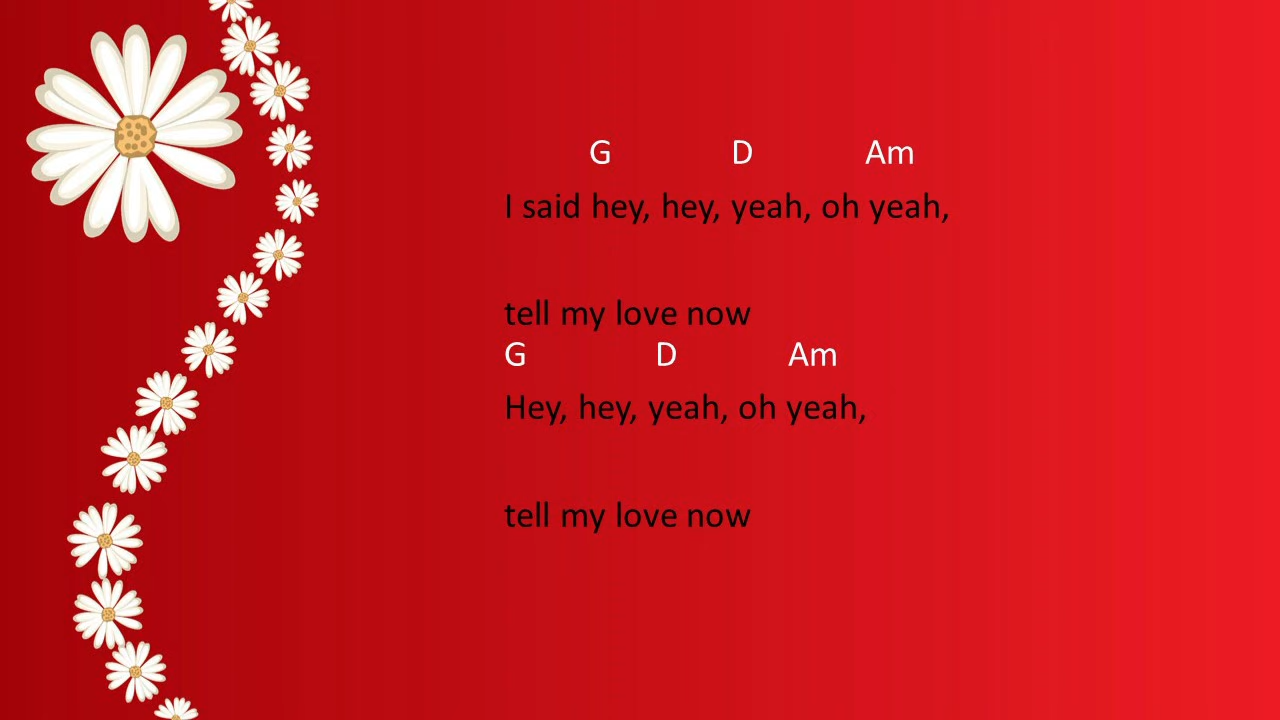 G D Am
I said hey, hey, yeah, oh yeah,
tell my love now
G D Am
Hey, hey, yeah, oh yeah,
tell my love now